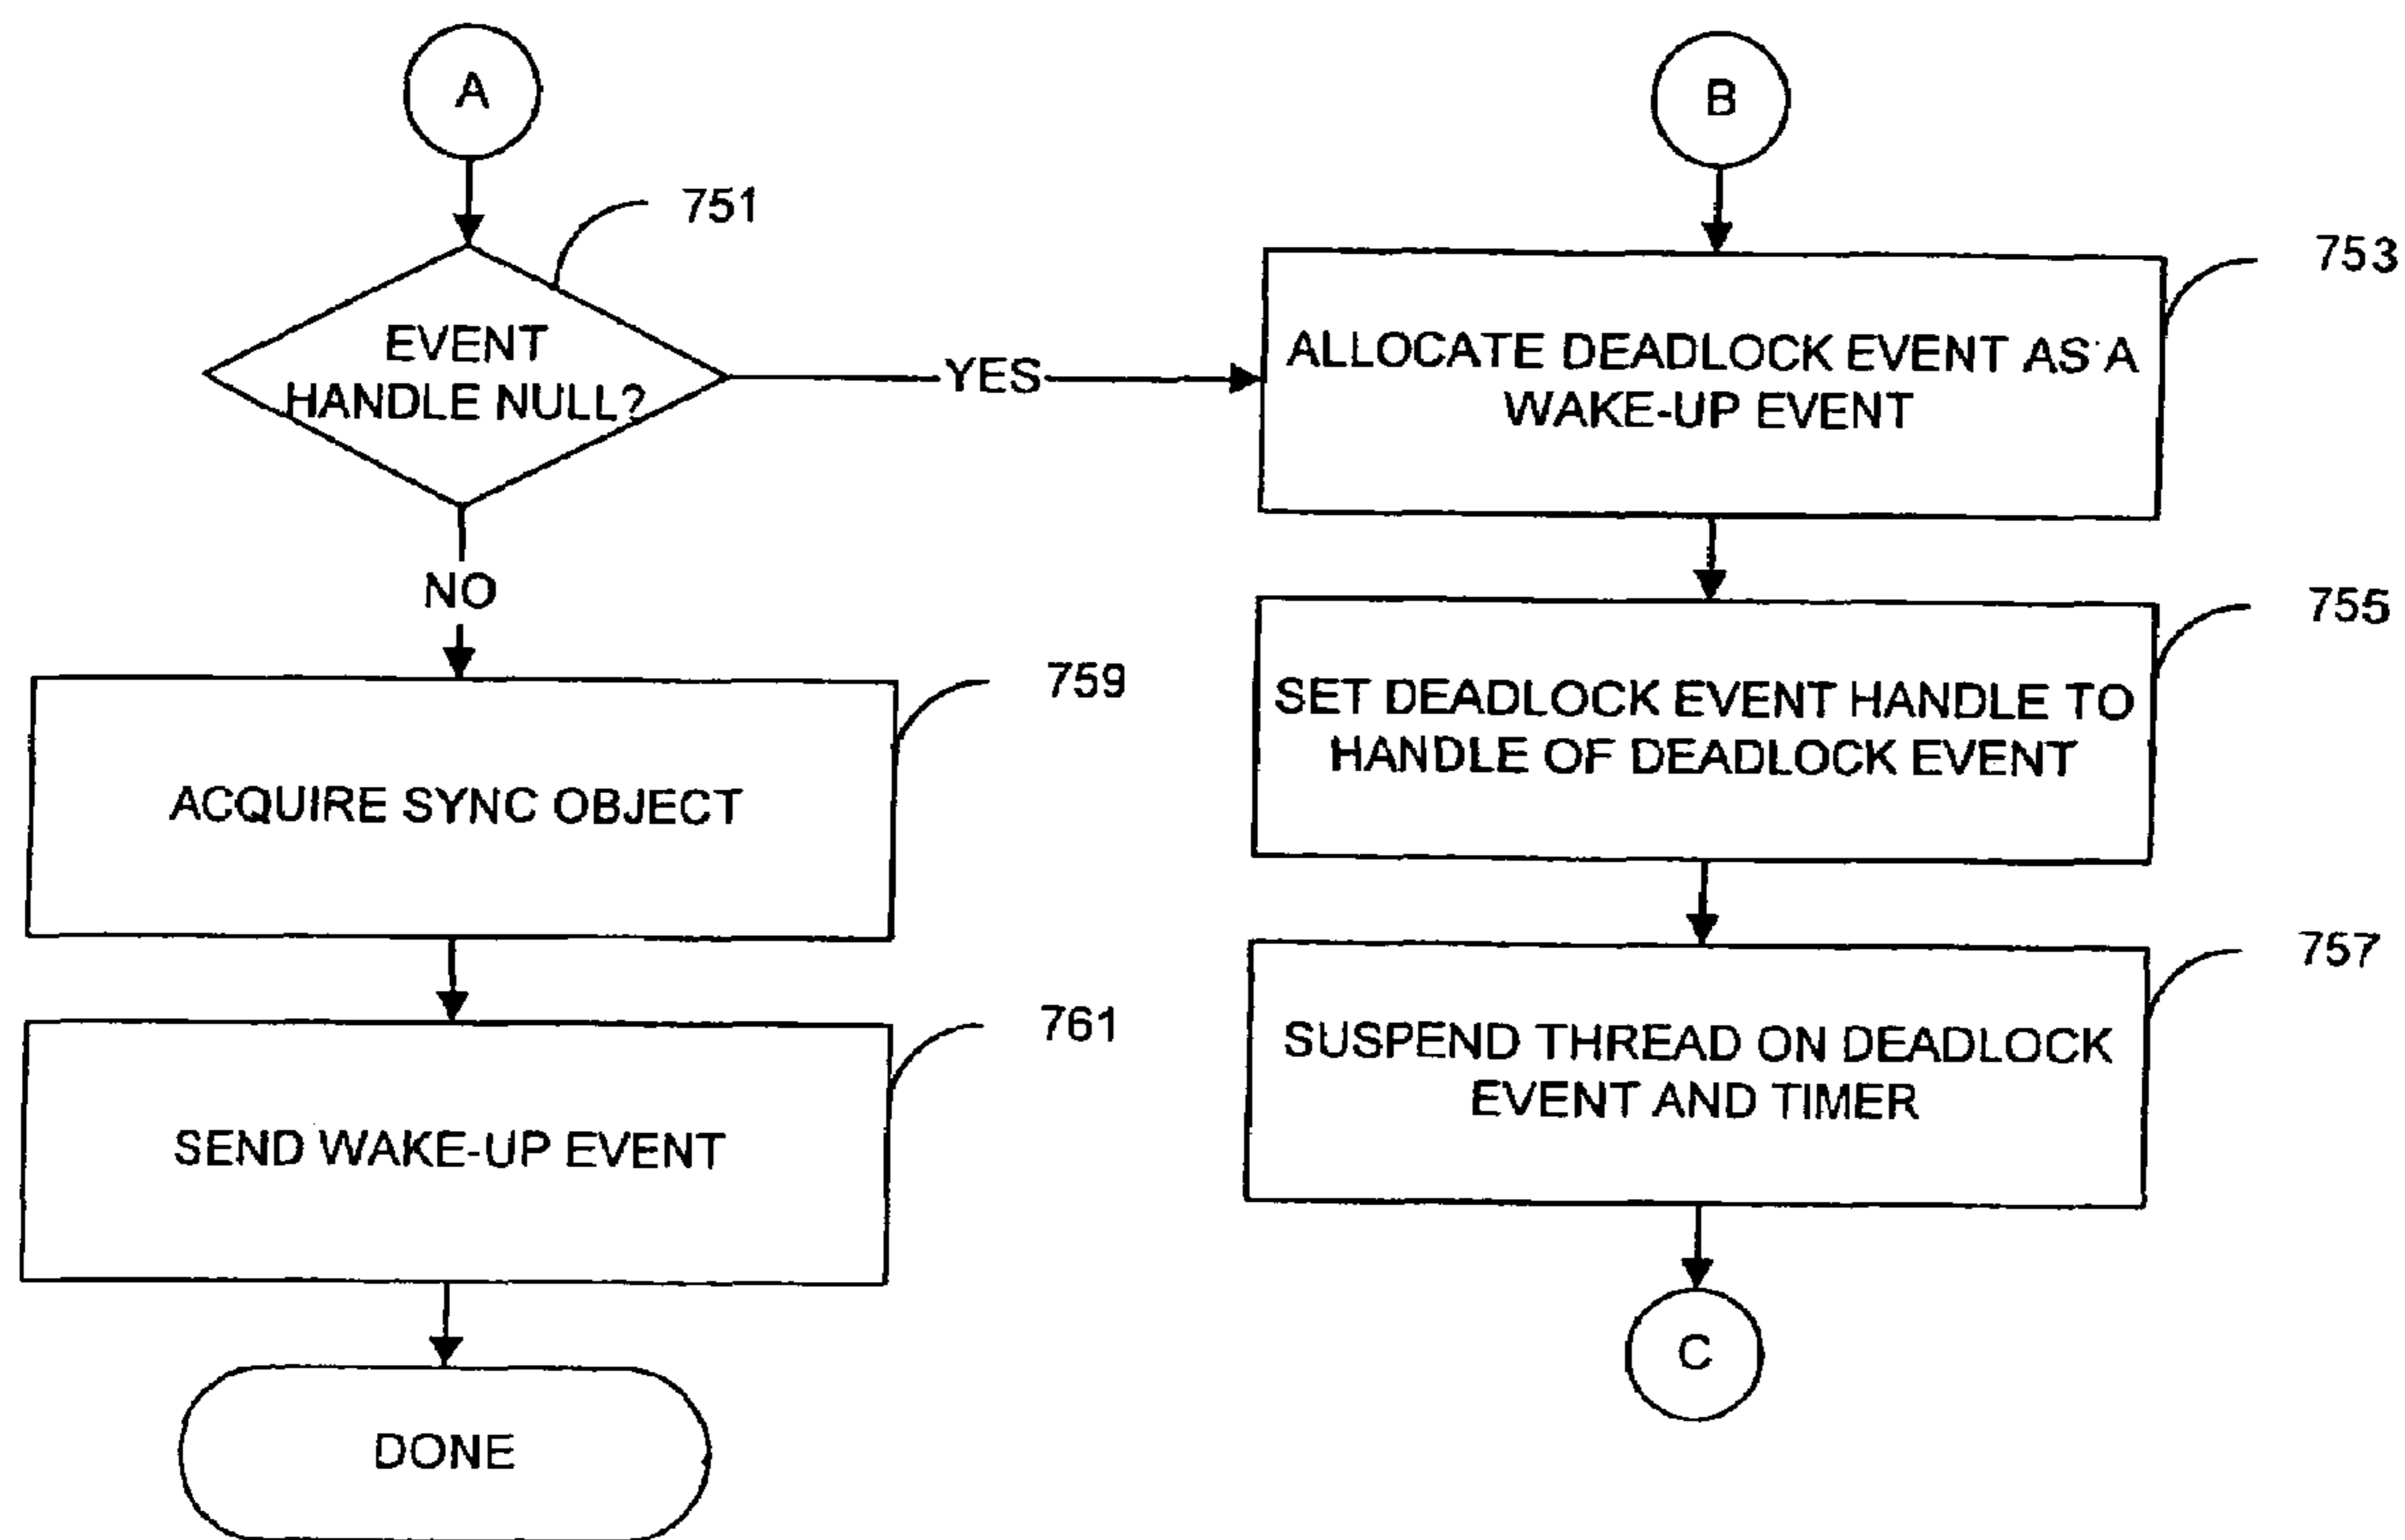 A
B
751
753
EVENT
HANDLE NULL?
YES
ALLOCATE DEADLOCK EVENT AS A
WAKE-UP EVENT
NO
755
SET DEADLOCK EVENT HANDLE TO
HANDLE OF DEADLOCK EVENT
759
ACQUIRE SYNC OBJECT
757
SUSPEND THREAD ON DEADLOCK
EVENT AND TIMER
761
SEND WAKE-UP EVENT
C
DONE